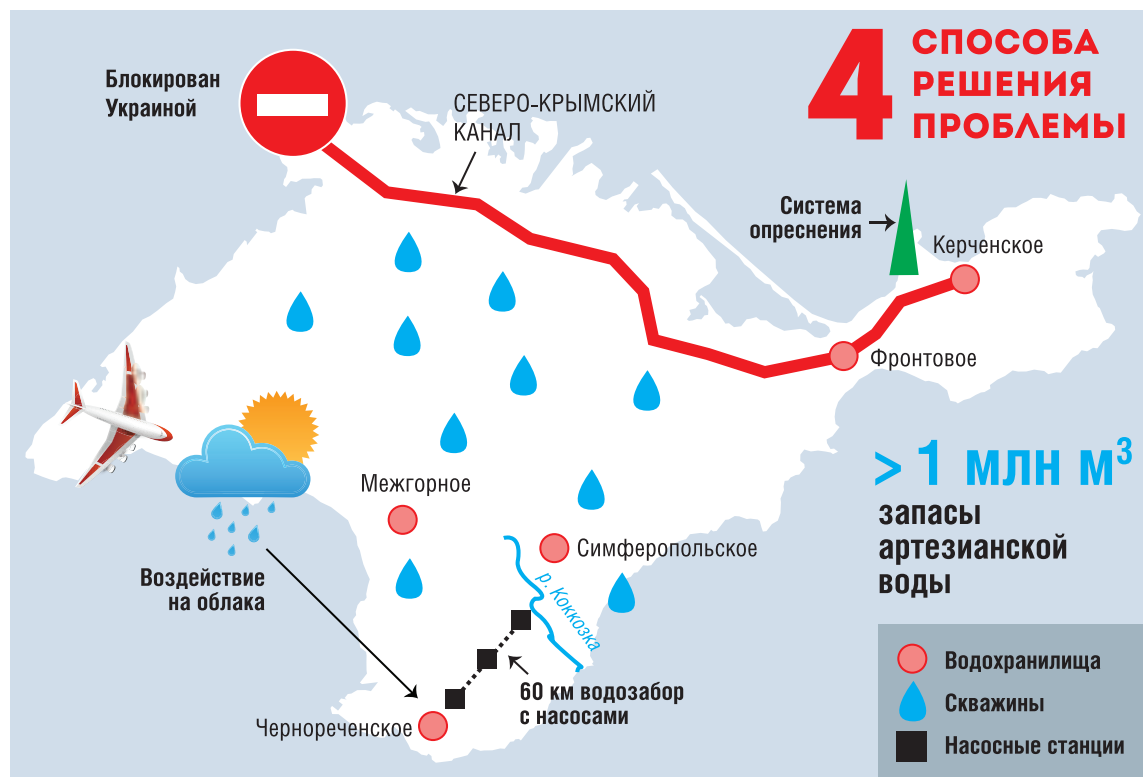 4
СПОСОБА
РЕШЕНИЯ
ПРОБЛЕМЫ
Блокирован
Украиной
СЕВЕРО-КРЫМСКИЙ
КАНАЛ
Система
опреснения
Керченское
Фронтовое
> 1 млн м³
запасы
артезианской
воды
Межгорное
Симферопольское
Воздействие
на облака
р. Коккозка
60 км водозабор
с насосами
Чернореченское
Водохранилища
Скважины
Насосные станции